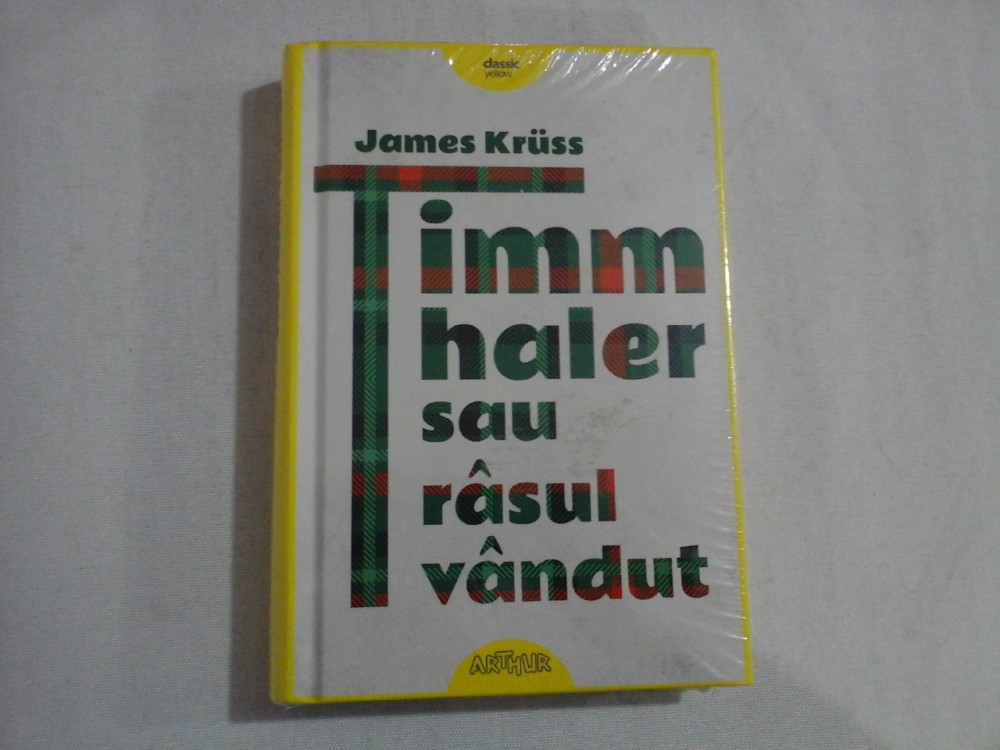 classic
yellow
James Krüss
Timm
haler
sau
râsul
vândut
ARTHUR